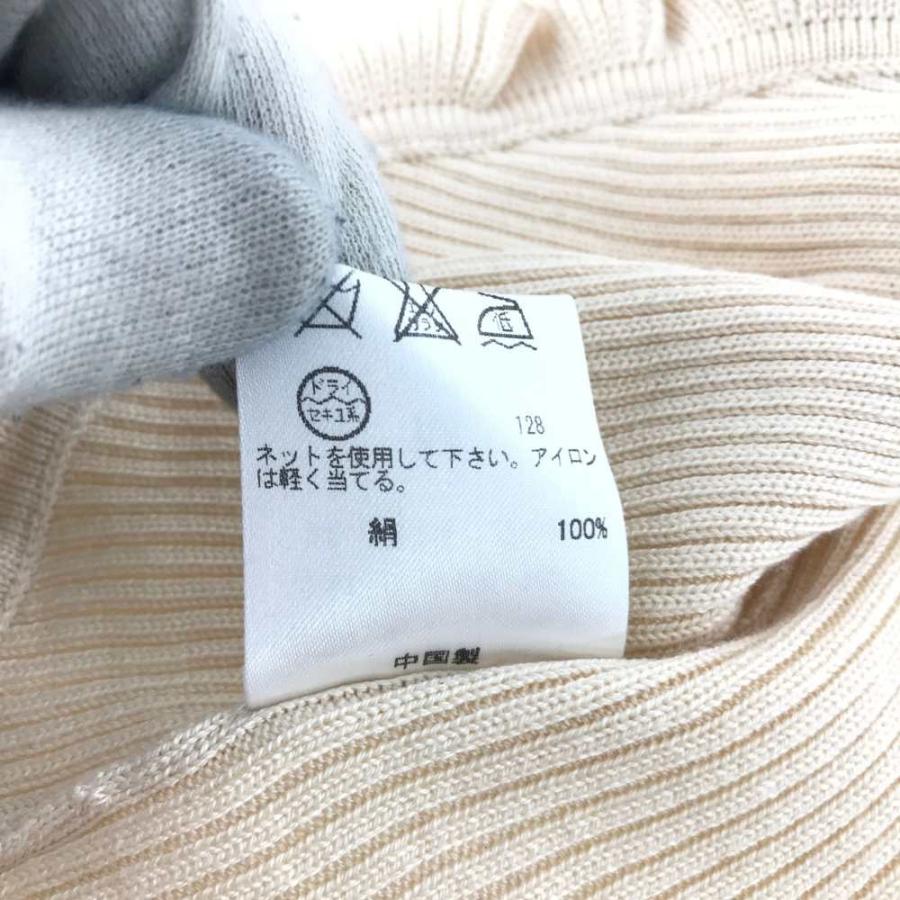 低
ドライ
セキユ系
128
ネットを使用して下さい。アイロン
は軽く当てる。
絹 100%
中国製